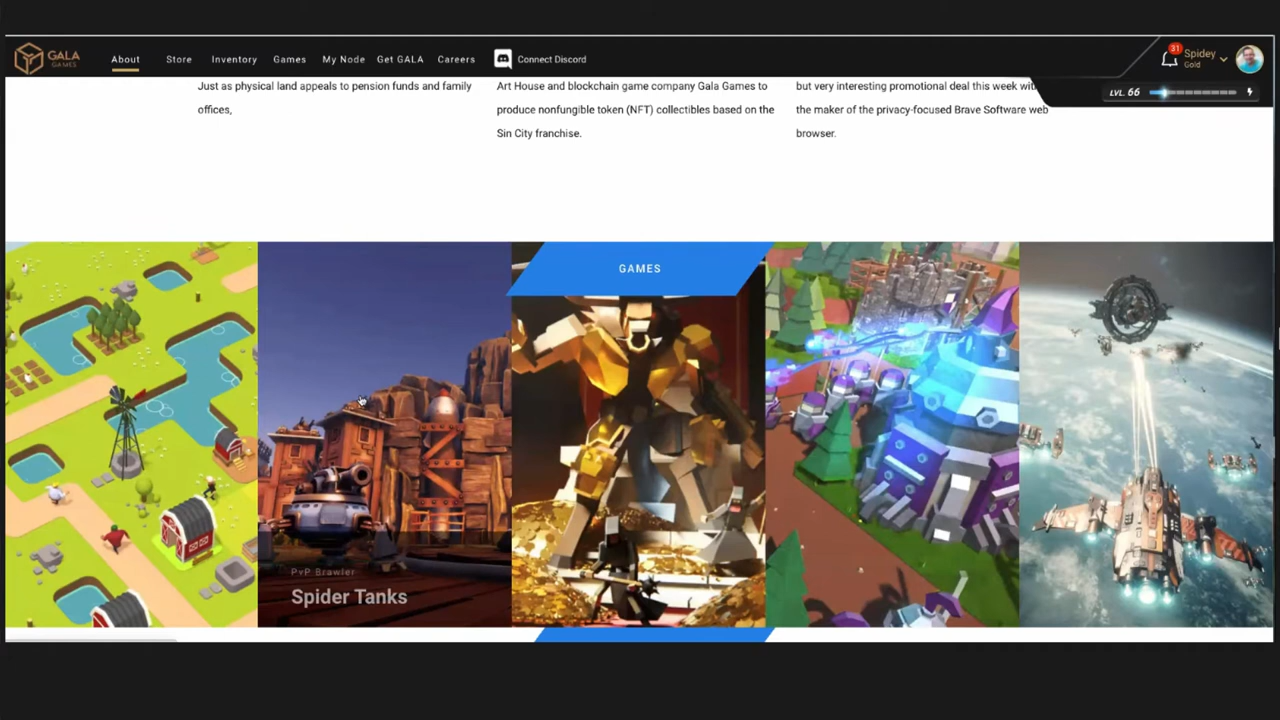 GALA
GAMES
About
Store
Inventory
Games
My Node
Get GALA
Careers
Connect Discord
31
Spidey
Gold
LVL. 66
Just as physical land appeals to pension funds and family
offices,
Art House and blockchain game company Gala Games to
produce nonfungible token (NFT) collectibles based on the
Sin City franchise.
but very interesting promotional deal this week with
the maker of the privacy-focused Brave Software web
browser.
GAMES
PvP Brawler
Spider Tanks